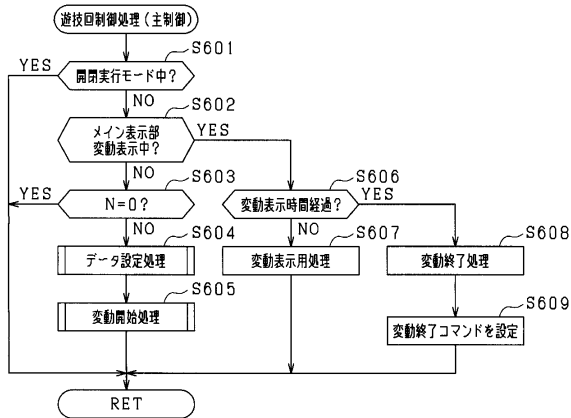 遊技回制御処理(主制御)
S601
YES
開閉実行モード中?
NO
S602
メイン表示部
変動表示中?
YES
NO
S603
YES
N=0?
NO
S604
データ設定処理
S605
変動開始処理
S606
変動表示時間経過?
YES
NO
S607
変動表示用処理
S608
変動終了処理
S609
変動終了コマンドを設定
RET